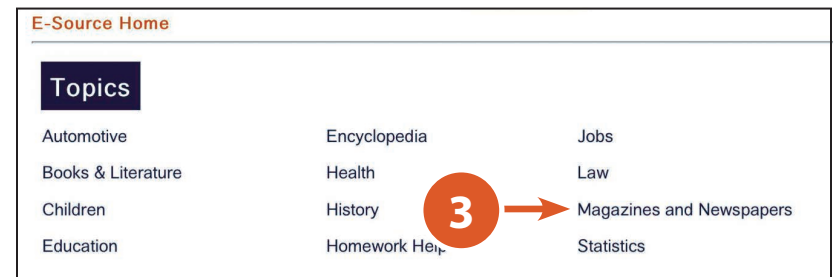 E-Source Home
Topics
Automotive Encyclopedia Jobs
Books & Literature Health Law
Children History 3 Magazines and Newspapers
Education Homework Help Statistics